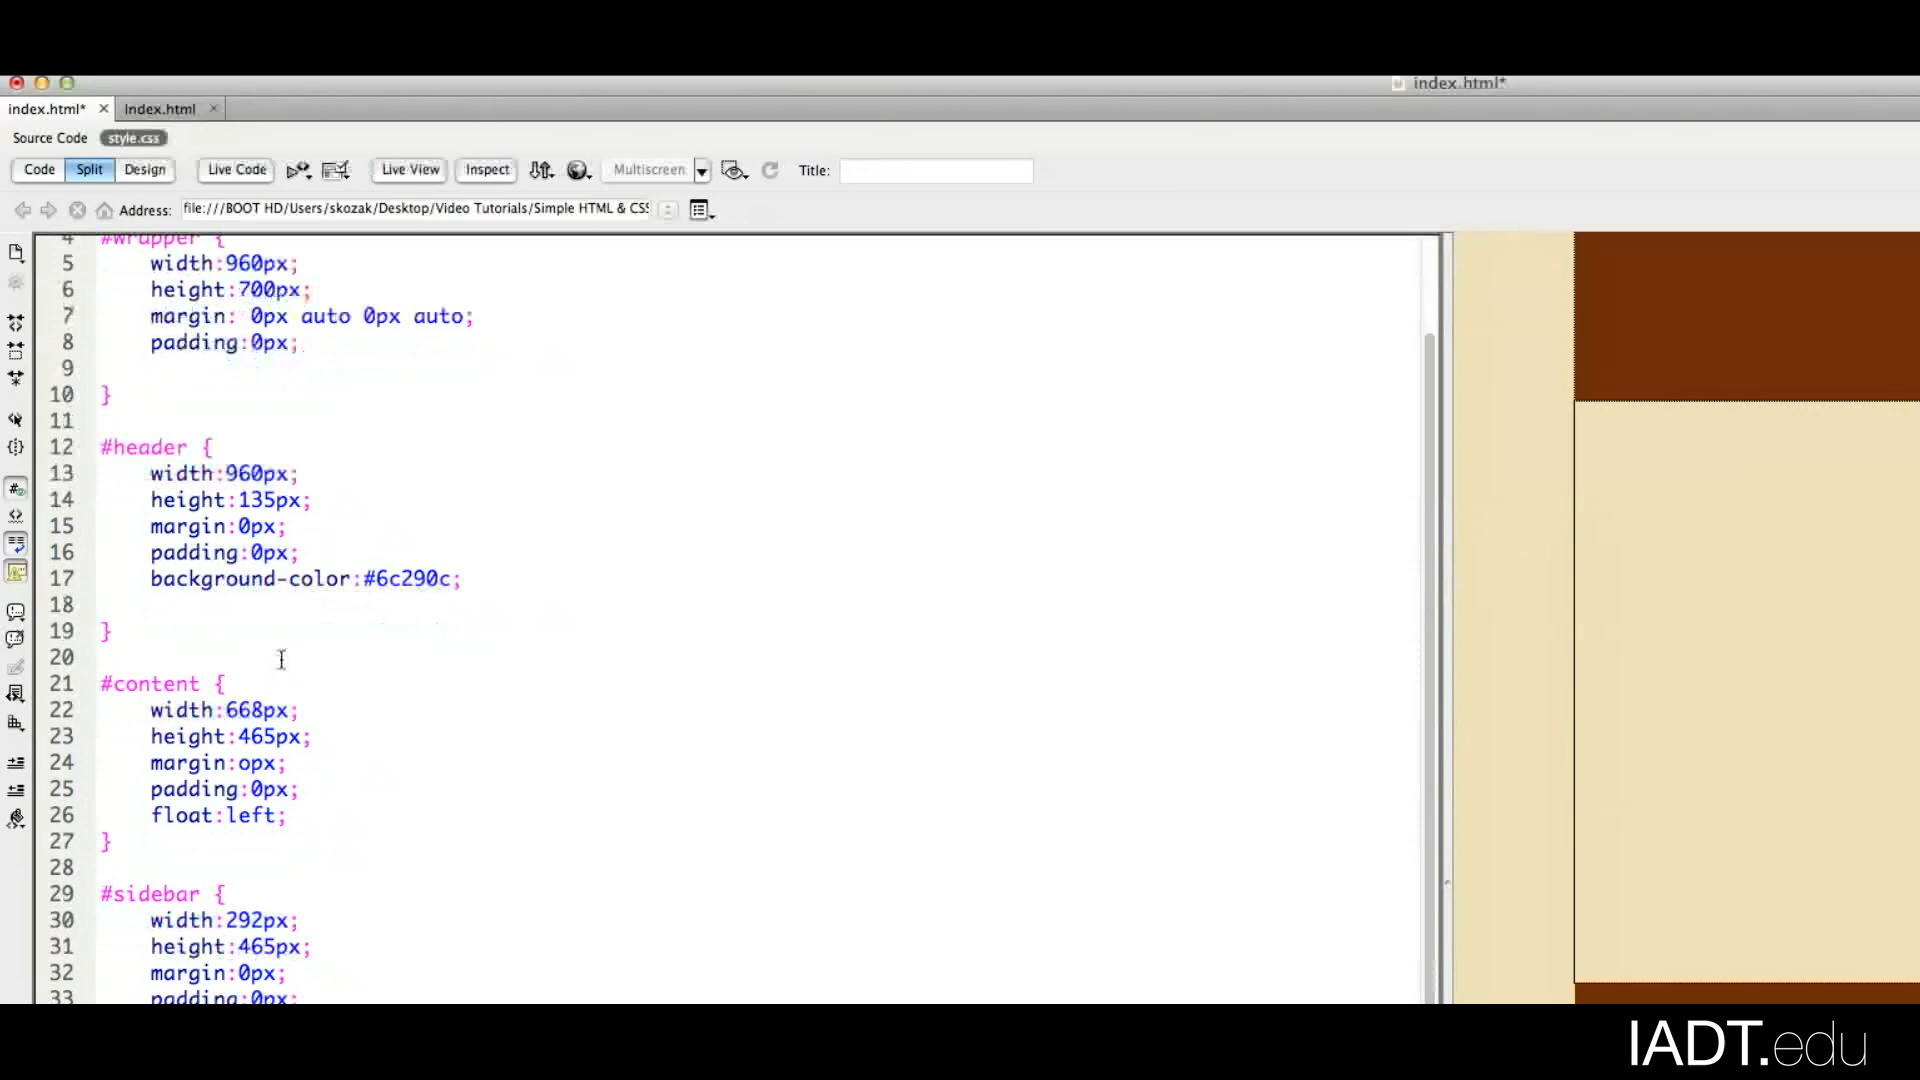 index.html*
index.html*
index.html
Source Code
style.css
Code
Split
Design
Live Code
Live View
Inspect
Multiscreen
Title:
Address:
file:///BOOT HD/Users/skozak/Desktop/Video Tutorials/Simple HTML & CSS
4 #wrapper {
5 width:960px;
6 height:700px;
7 margin: 0px auto 0px auto;
8 padding:0px;
9
10 }
11
12 #header {
13 width:960px;
14 height:135px;
15 margin:0px;
16 padding:0px;
17 background-color:#6c290c;
18
19 }
20
21 #content {
22 width:668px;
23 height:465px;
24 margin:opx;
25 padding:0px;
26 float:left;
27 }
28
29 #sidebar {
30 width:292px;
31 height:465px;
32 margin:0px;
33 padding:0px;
IADT.edu